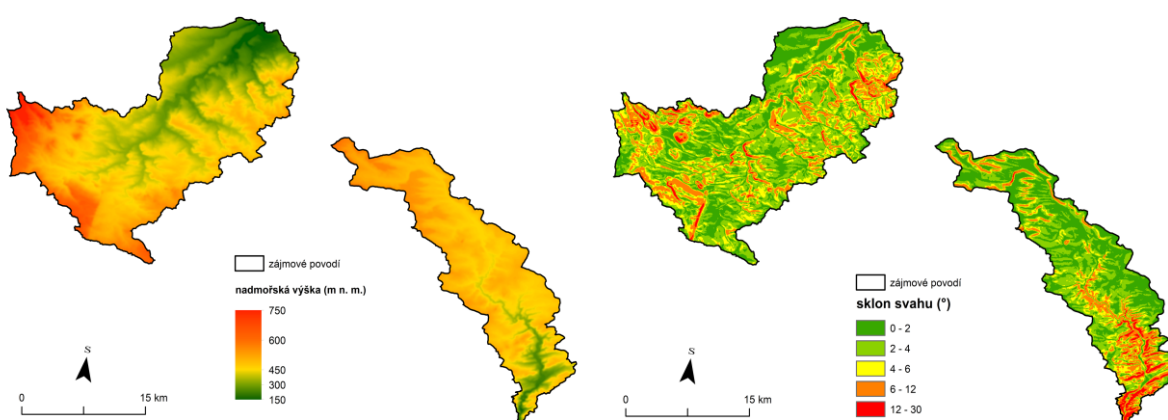 zájmové povodí
nadmořská výška (m n. m.)
750
600
450
300
150
S
0
15 km
zájmové povodí
sklon svahu (°)
0 - 2
2 - 4
4 - 6
6 - 12
12 - 30
S
0
15 km